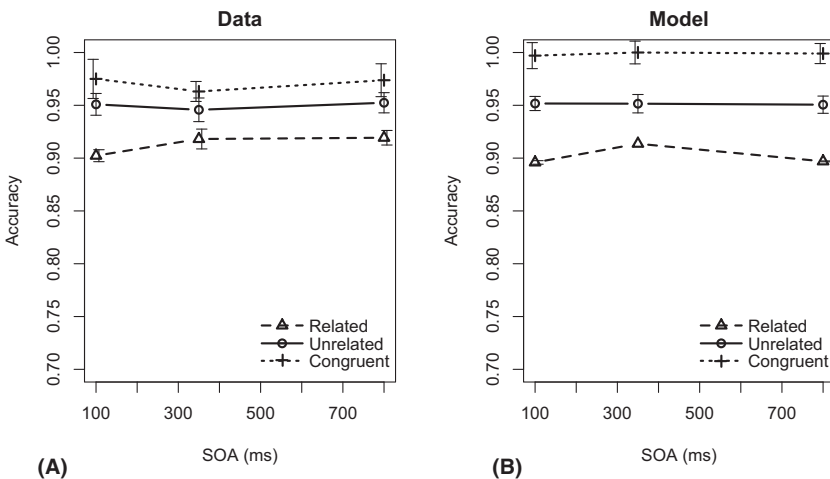 Data
Accuracy
1.00
0.95
0.90
0.85
0.80
0.75
0.70
Related
Unrelated
Congruent
100 300 500 700
SOA (ms)
(A)
Model
Accuracy
1.00
0.95
0.90
0.85
0.80
0.75
0.70
Related
Unrelated
Congruent
100 300 500 700
SOA (ms)
(B)